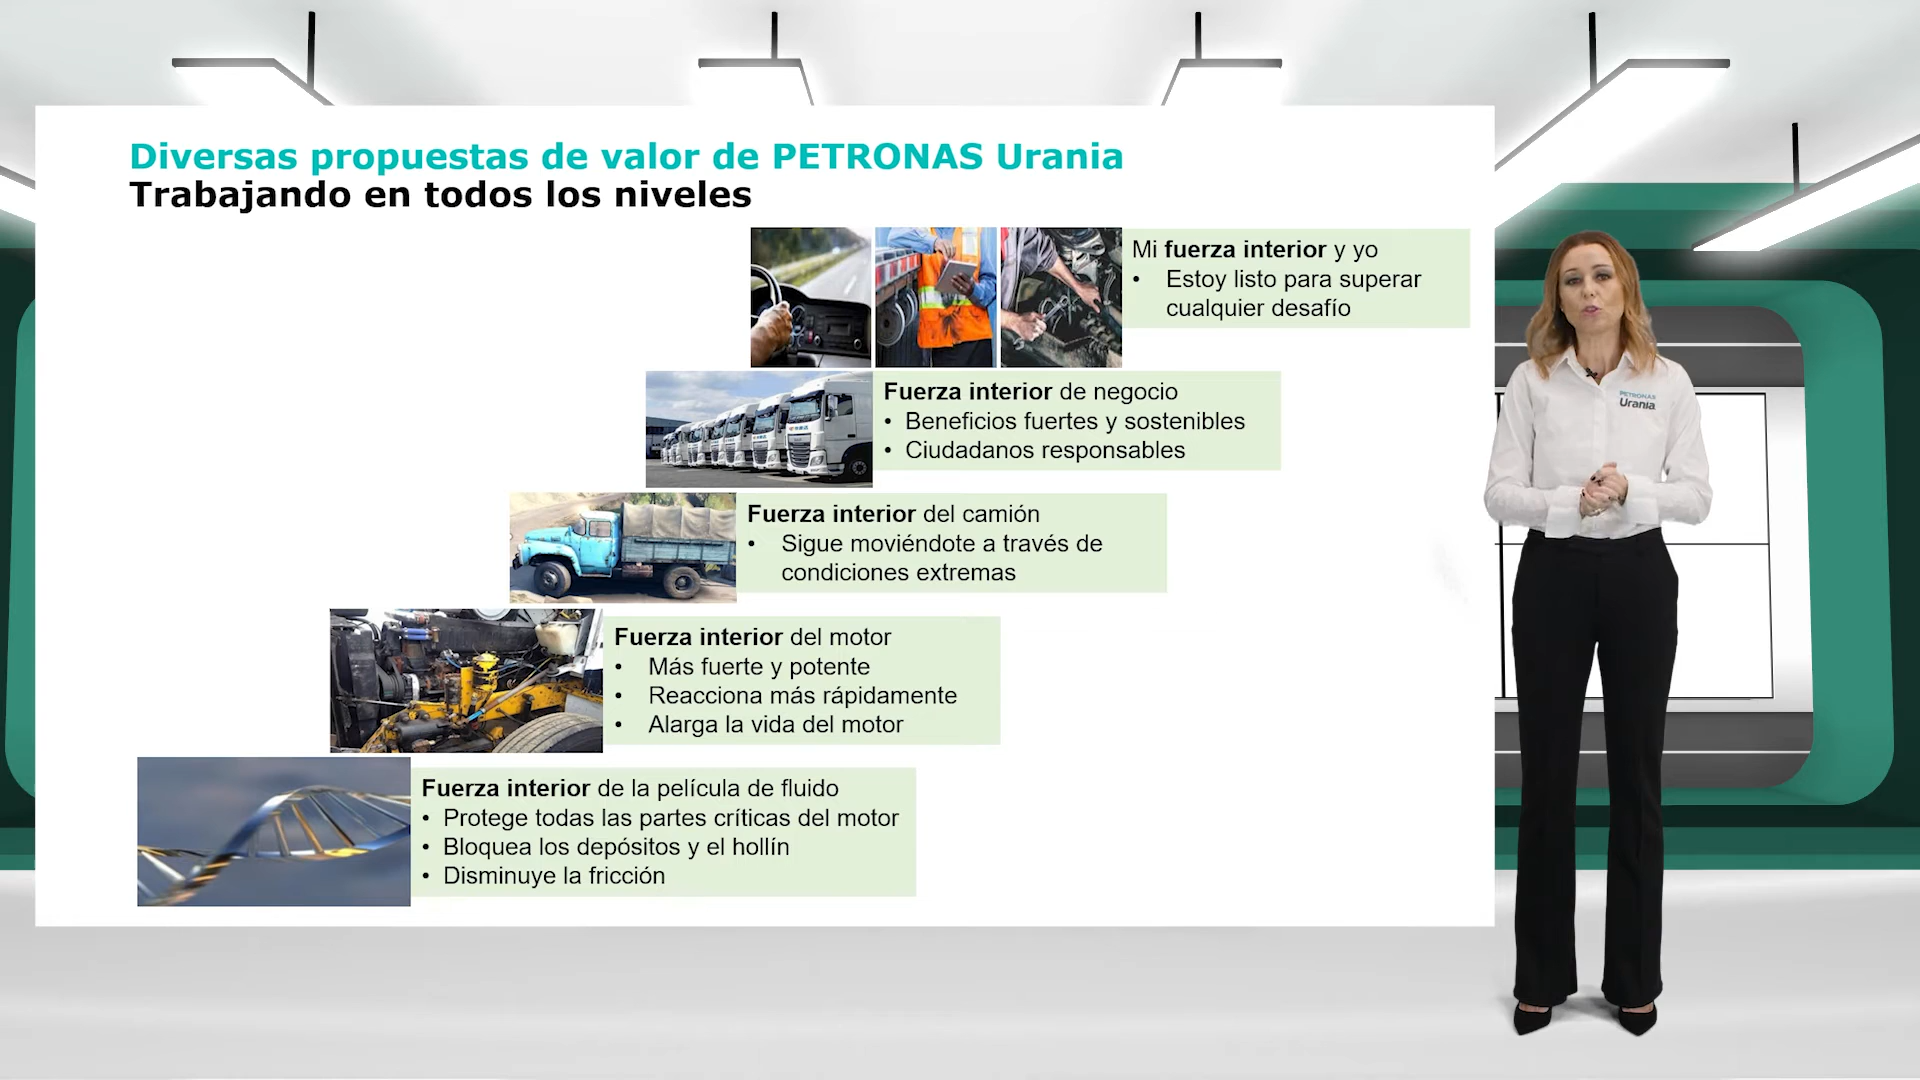 Diversas propuestas de valor de PETRONAS Urania
Trabajando en todos los niveles
Mi fuerza interior y yo
• Estoy listo para superar
cualquier desafío
Fuerza interior de negocio
• Beneficios fuertes y sostenibles
• Ciudadanos responsables
Fuerza interior del camión
• Sigue moviéndote a través de
condiciones extremas
Fuerza interior del motor
• Más fuerte y potente
• Reacciona más rápidamente
• Alarga la vida del motor
Fuerza interior de la película de fluido
• Protege todas las partes críticas del motor
• Bloquea los depósitos y el hollín
• Disminuye la fricción
PETRONAS
Urania